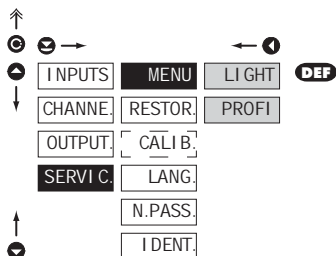 INPUTS MENU LIGHT DEF
CHANNE. RESTOR. PROFI
OUTPUT. CALIB.
SERVIC. LANG.
N.PASS.
IDENT.